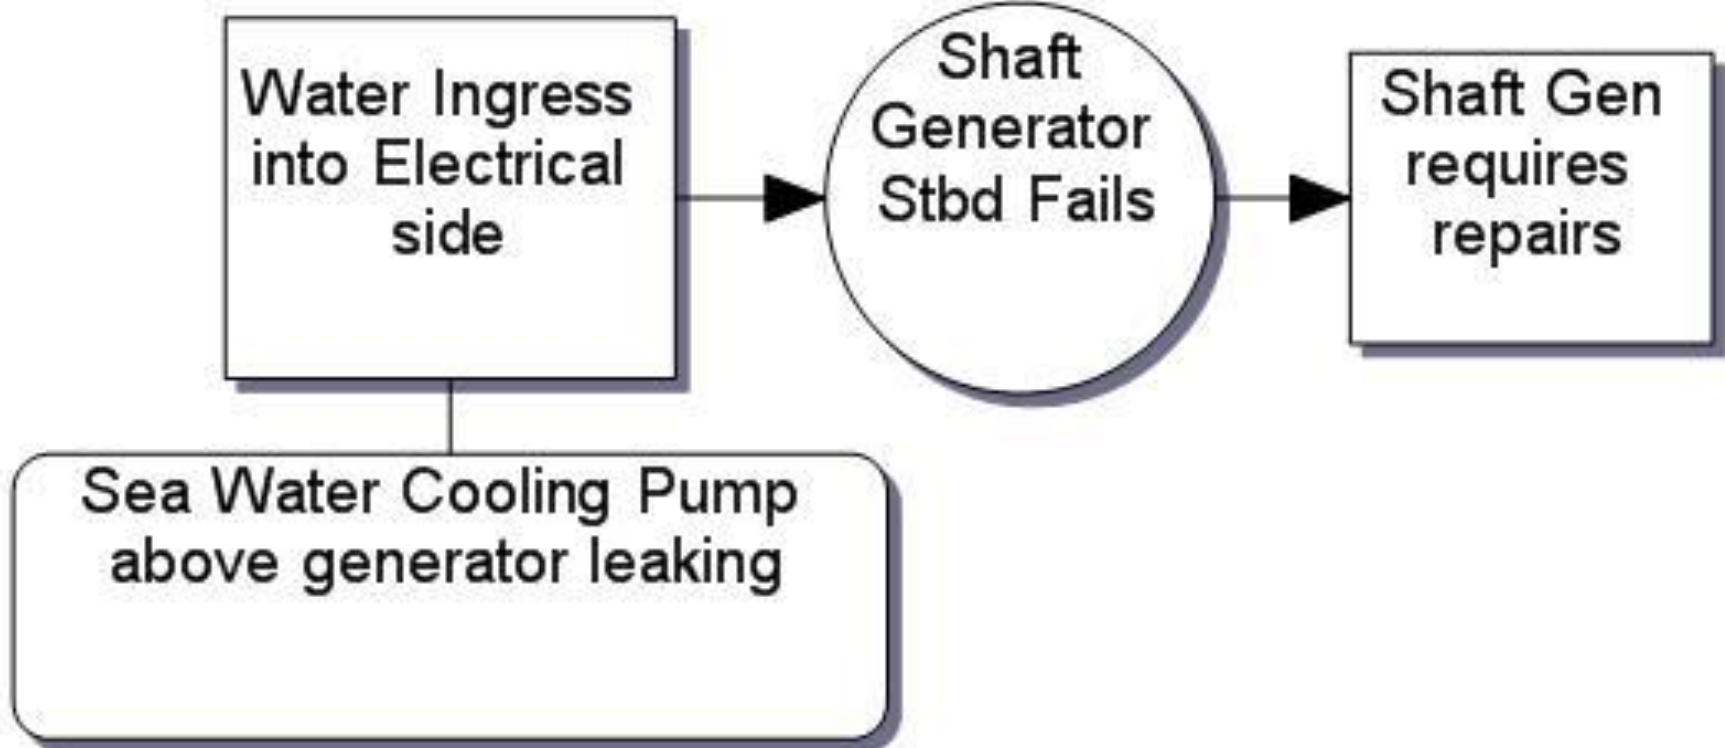 Water Ingress
into Electrical
side
Shaft
Generator
Stbd Fails
Shaft Gen
requires
repairs
Sea Water Cooling Pump
above generator leaking